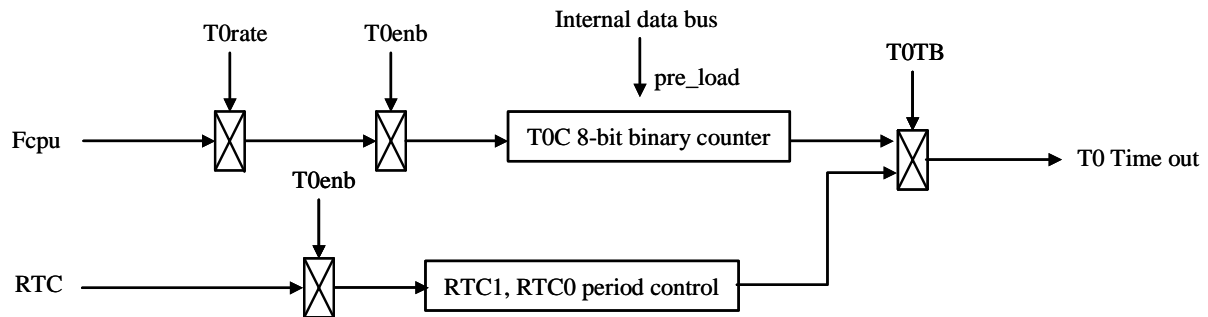 Internal data bus
T0rate
T0enb
T0TB
pre_load
Fcpu
T0C 8-bit binary counter
T0 Time out
T0enb
RTC
RTC1, RTC0 period control